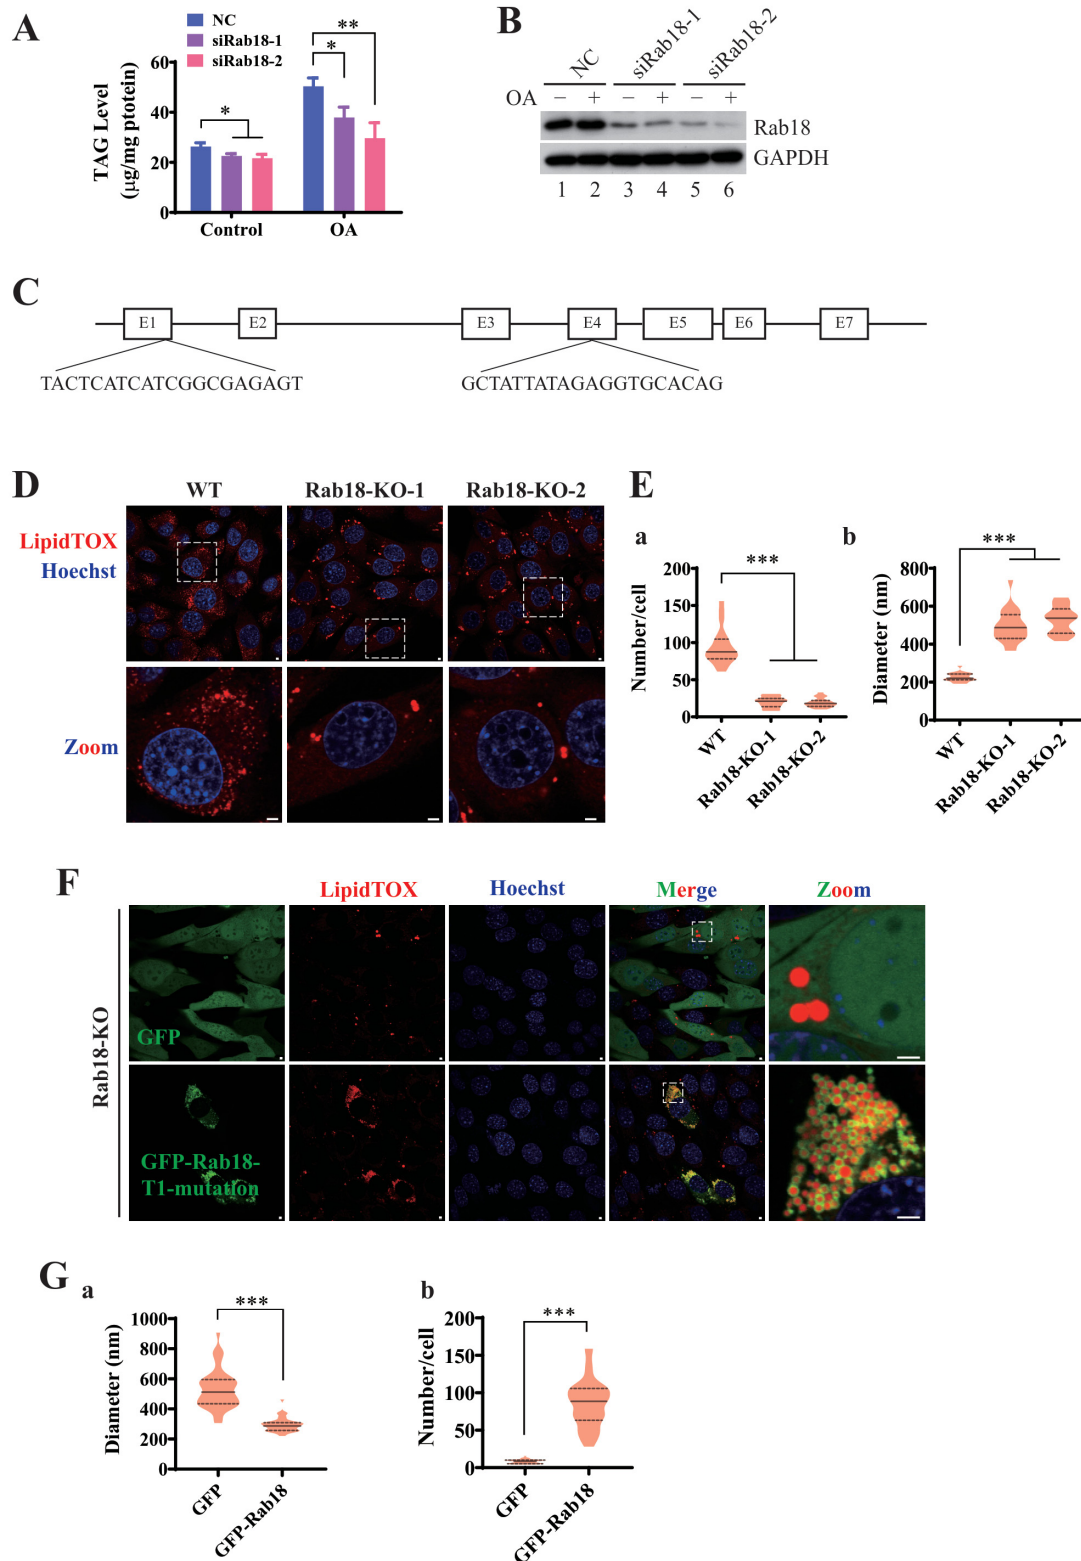 A
NC
siRab18-1
siRab18-2
TAG Level
(μg/mg ptotein)
60
40
20
0
*
*
**
Control
OA
B
NC
siRab18-1
siRab18-2
OA − + − + − +
Rab18
GAPDH
1 2 3 4 5 6
C
E1 E2 E3 E4 E5 E6 E7
TACTCATCATCGGCGAGAGT
GCTATTATAGAGGTGCACAG
D
WT Rab18-KO-1 Rab18-KO-2
LipidTOX
Hoechst
Zoom
E
a
Number/cell
200
150
100
50
0
***
WT
Rab18-KO-1
Rab18-KO-2
b
Diameter (nm)
800
600
400
200
0
***
WT
Rab18-KO-1
Rab18-KO-2
F
LipidTOX Hoechst Merge Zoom
Rab18-KO
GFP
GFP-Rab18-
T1-mutation
G
a
Diameter (nm)
1000
800
600
400
200
0
***
GFP
GFP-Rab18
b
Number/cell
200
150
100
50
0
***
GFP
GFP-Rab18